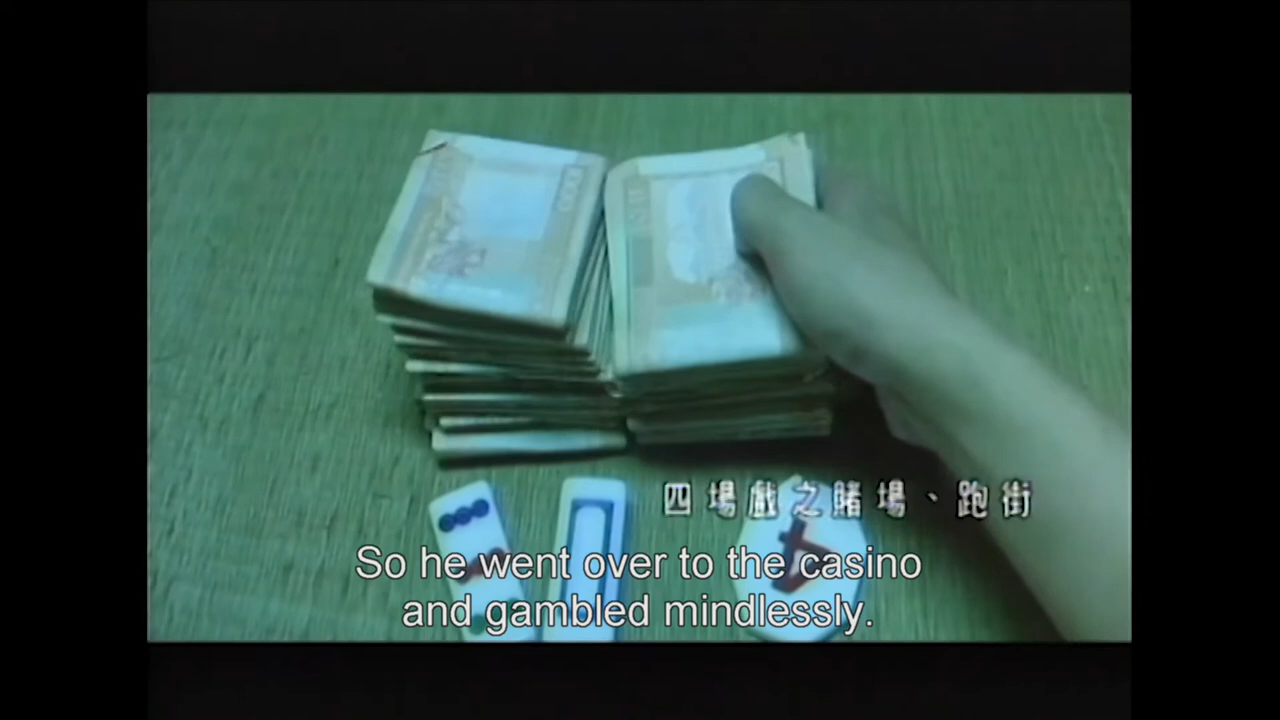 四場戲之賭場、跑街
So he went over to the casino
and gambled mindlessly.